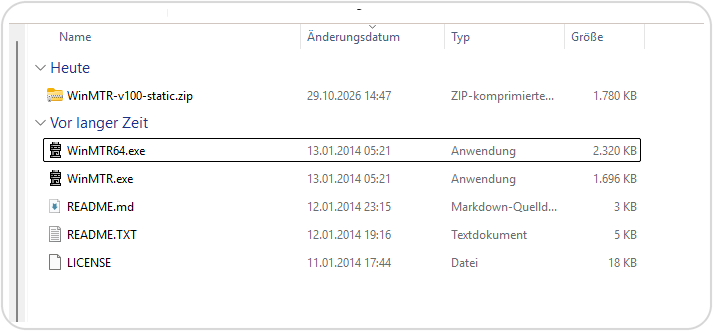 Name Änderungsdatum Typ Größe
Heute
WinMTR-v100-static.zip 29.10.2026 14:47 ZIP-komprimierte... 1.780 KB
Vor langer Zeit
WinMTR64.exe 13.01.2014 05:21 Anwendung 2.320 KB
WinMTR.exe 13.01.2014 05:21 Anwendung 1.696 KB
README.md 12.01.2014 23:15 Markdown-Quelld... 3 KB
README.TXT 12.01.2014 19:16 Textdokument 5 KB
LICENSE 11.01.2014 17:44 Datei 18 KB